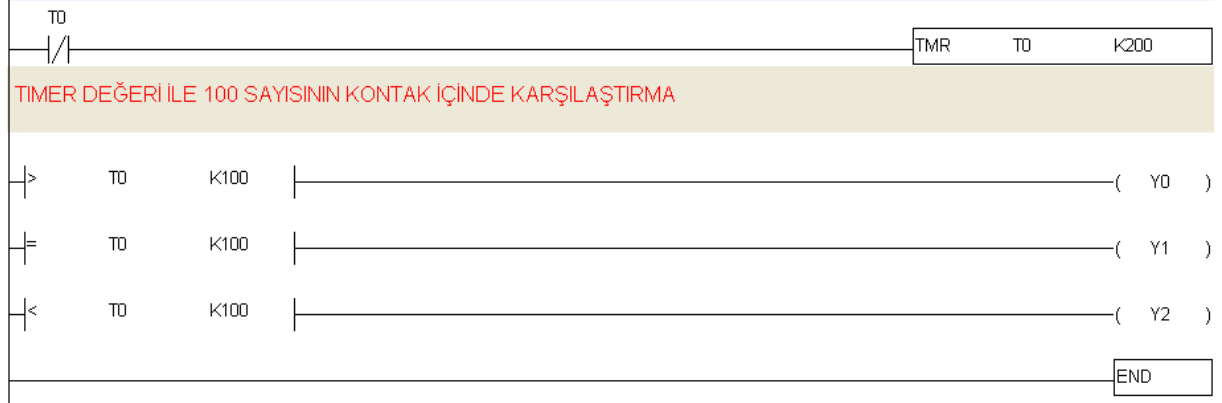 T0
TMR T0 K200
TIMER DEĞERİ İLE 100 SAYISININ KONTAK İÇİNDE KARŞILAŞTIRMA
> T0 K100 ( Y0 )
= T0 K100 ( Y1 )
< T0 K100 ( Y2 )
END